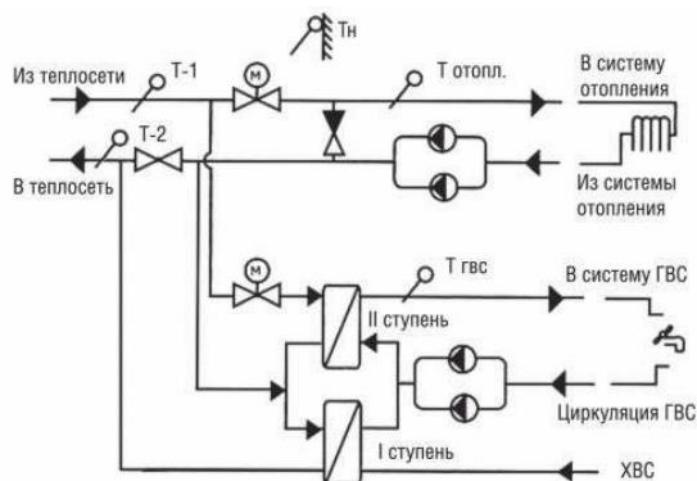 Тн
Из теплосети
Т-1
М
Т отопл.
В систему
отопления
Т-2
В теплосеть
Из системы
отопления
М
Т гвс
В систему ГВС
II ступень
Циркуляция ГВС
I ступень
ХВС